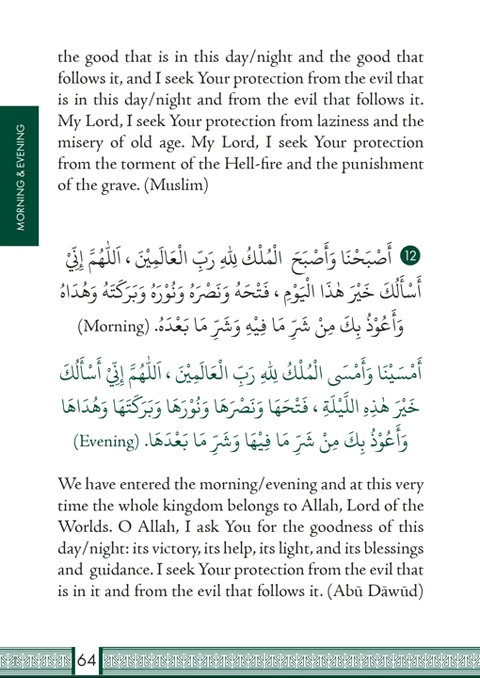 the good that is in this day/night and the good that
follows it, and I seek Your protection from the evil that
is in this day/night and from the evil that follows it.
My Lord, I seek Your protection from laziness and the
misery of old age. My Lord, I seek Your protection
from the torment of the Hell-fire and the punishment
of the grave. (Muslim)
MORNING & EVENING
12 أَصْبَحْنَا وَأَصْبَحَ الْمُلْكُ لِلّٰهِ رَبِّ الْعَالَمِيْنَ ، اَللّٰهُمَّ إِنِّيْ
أَسْأَلُكَ خَيْرَ هٰذَا الْيَوْمِ ، فَتْحَهُ وَنَصْرَهُ وَنُوْرَهُ وَبَرَكَتَهُ وَهُدَاهُ
وَأَعُوْذُ بِكَ مِنْ شَرِّ مَا فِيْهِ وَشَرِّ مَا بَعْدَهُ. (Morning)
أَمْسَيْنَا وَأَمْسَى الْمُلْكُ لِلّٰهِ رَبِّ الْعَالَمِيْنَ ، اَللّٰهُمَّ إِنِّيْ أَسْأَلُكَ
خَيْرَ هٰذِهِ اللَّيْلَةِ ، فَتْحَهَا وَنَصْرَهَا وَنُوْرَهَا وَبَرَكَتَهَا وَهُدَاهَا
وَأَعُوْذُ بِكَ مِنْ شَرِّ مَا فِيْهَا وَشَرِّ مَا بَعْدَهَا. (Evening)
We have entered the morning/evening and at this very
time the whole kingdom belongs to Allah, Lord of the
Worlds. O Allah, I ask You for the goodness of this
day/night: its victory, its help, its light, and its blessings
and guidance. I seek Your protection from the evil that
is in it and from the evil that follows it. (Abū Dāwūd)
64